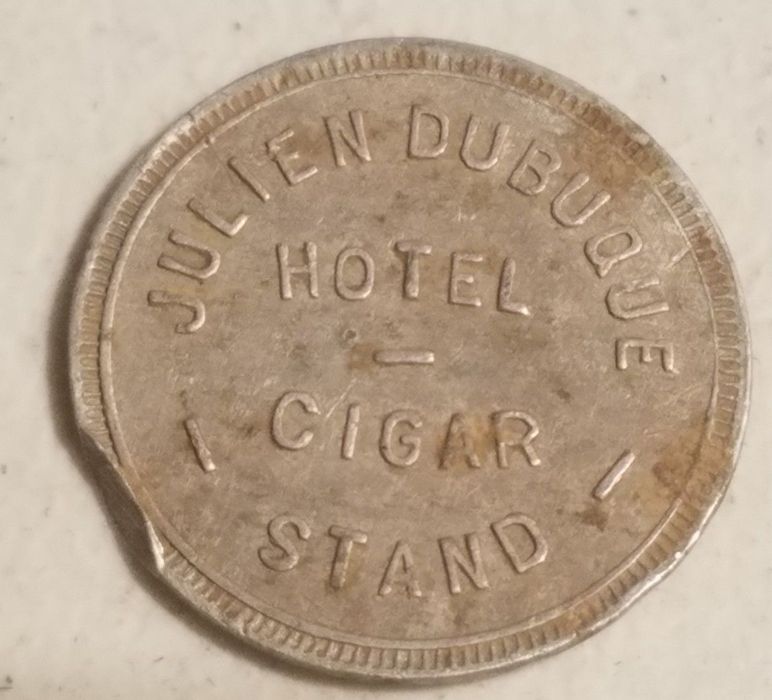 JULIEN DUBUQUE
HOTEL
—
CIGAR
STAND